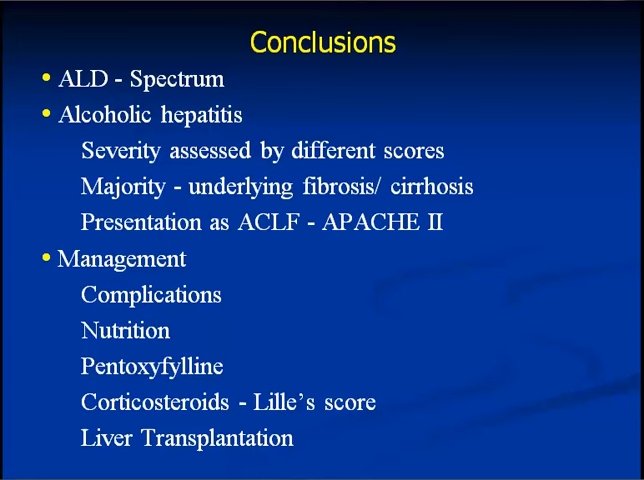 Conclusions
• ALD - Spectrum
• Alcoholic hepatitis
Severity assessed by different scores
Majority - underlying fibrosis/ cirrhosis
Presentation as ACLF - APACHE II
• Management
Complications
Nutrition
Pentoxyfylline
Corticosteroids - Lille’s score
Liver Transplantation